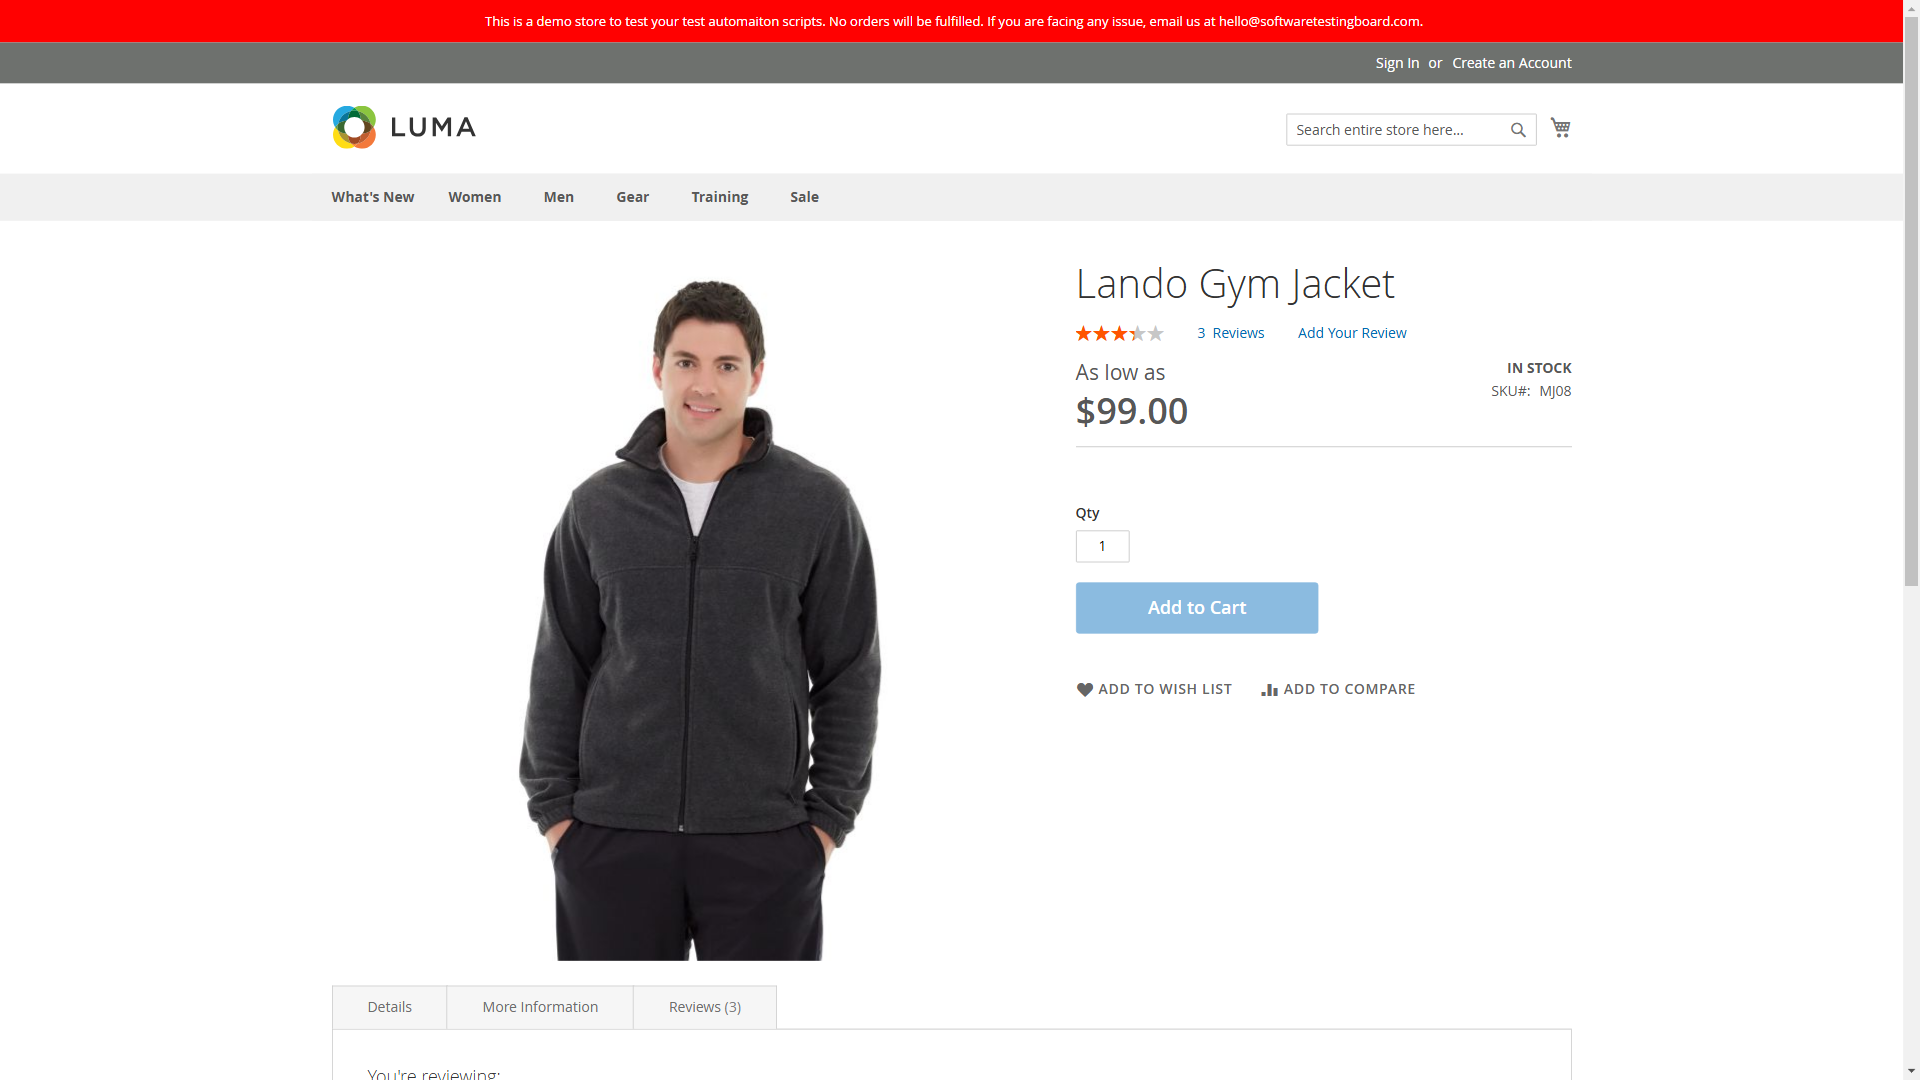 This is a demo store to test your test automaiton scripts. No orders will be fulfilled. If you are facing any issue, email us at hello@softwaretestingboard.com.
Sign In or Create an Account
LUMA
Search entire store here...
What's New Women Men Gear Training Sale
Lando Gym Jacket
3 Reviews Add Your Review
As low as
$99.00
IN STOCK
SKU#: MJ08
Qty
1
Add to Cart
ADD TO WISH LIST ADD TO COMPARE
Details More Information Reviews (3)
You're reviewing: